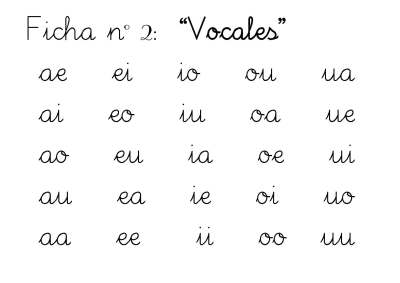 Ficha nº 2: “Vocales”
ae ei io ou ua
ai eo iu oa ue
ao eu ia oe ui
au ea ie oi uo
aa ee ii oo uu